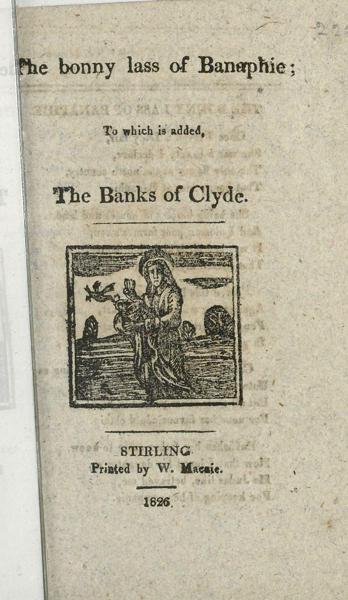 The bonny lass of Banaphie;
To which is added,
The Banks of Clyde.
STIRLING
Printed by W. Macnie.
1826.